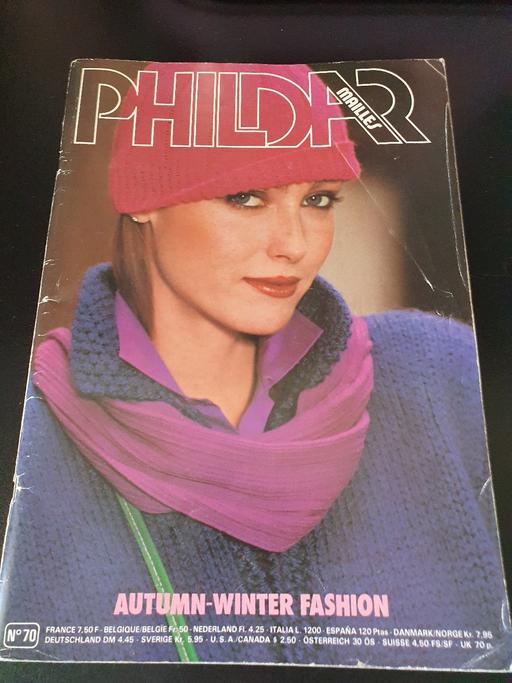 PHILDAR
MAILLES
AUTUMN-WINTER FASHION
N°70
FRANCE 7,50 F - BELGIQUE/BELGIË Fr 50 - NEDERLAND Fl. 4.25 - ITALIA L. 1200 - ESPAÑA 120 Ptas - DANMARK/NORGE Kr. 7.95
DEUTSCHLAND DM 4.45 - SVERIGE Kr. 5.95 - U.S.A./CANADA $ 2.50 - ÖSTERREICH 30 ÖS - SUISSE 4,50 FS/SF - UK 70 p.